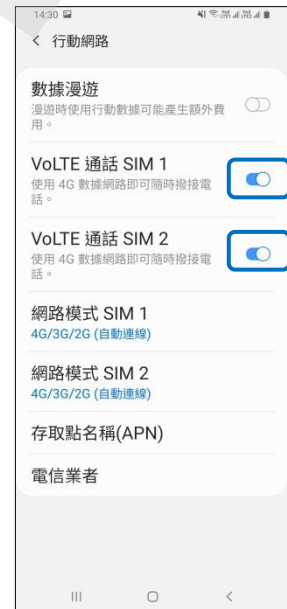 14:30
行動網路
數據漫遊
漫遊時使用行動數據可能產生額外費
用。
VoLTE 通話 SIM 1
使用 4G 數據網路即可隨時撥接電
話。
VoLTE 通話 SIM 2
使用 4G 數據網路即可隨時撥接電
話。
網路模式 SIM 1
4G/3G/2G (自動連線)
網路模式 SIM 2
4G/3G/2G (自動連線)
存取點名稱(APN)
電信業者